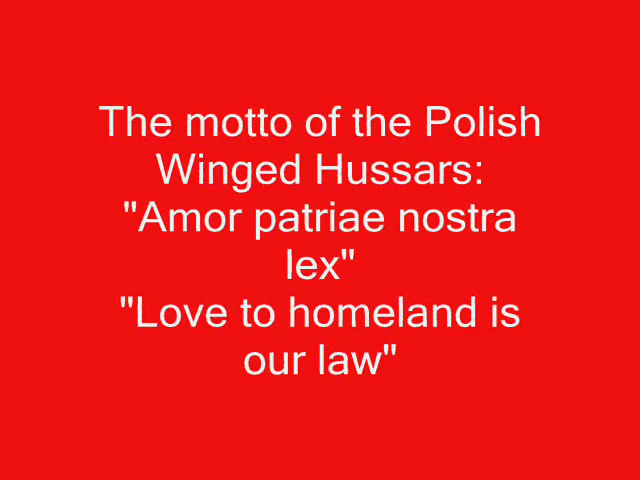 The motto of the Polish
Winged Hussars:
"Amor patriae nostra
lex"
"Love to homeland is
our law"